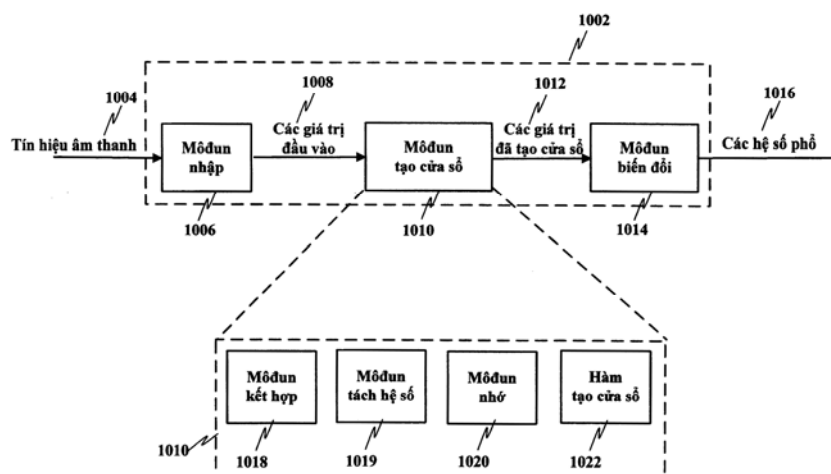 1002
1004
1008
1012
1016
Tín hiệu âm thanh
Các giá trị
đầu vào
Các giá trị
đã tạo cửa sổ
Các hệ số phổ
Môđun
nhập
Môđun
tạo cửa sổ
Môđun
biến đổi
1006
1010
1014
Môđun
kết hợp
Môđun
tách hệ số
Môđun
nhớ
Hàm
tạo cửa sổ
1010
1018
1019
1020
1022